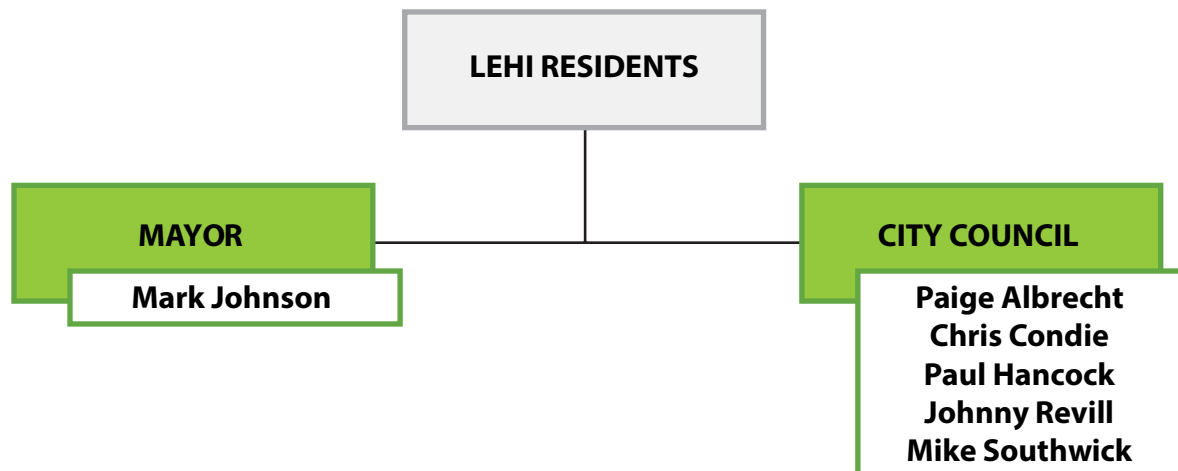 LEHI RESIDENTS
MAYOR
Mark Johnson
CITY COUNCIL
Paige Albrecht
Chris Condie
Paul Hancock
Johnny Revill
Mike Southwick